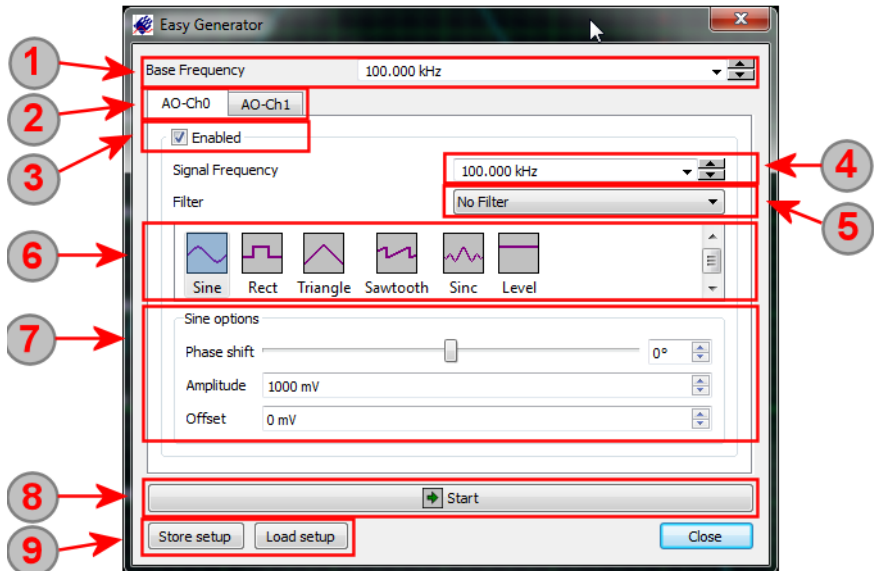 Easy Generator
1
Base Frequency 100.000 kHz
2
AO-Ch0 AO-Ch1
3
Enabled
4
Signal Frequency 100.000 kHz
5
Filter No Filter
6
Sine Rect Triangle Sawtooth Sinc Level
7
Sine options
Phase shift 0°
Amplitude 1000 mV
Offset 0 mV
8
Start
9
Store setup Load setup Close